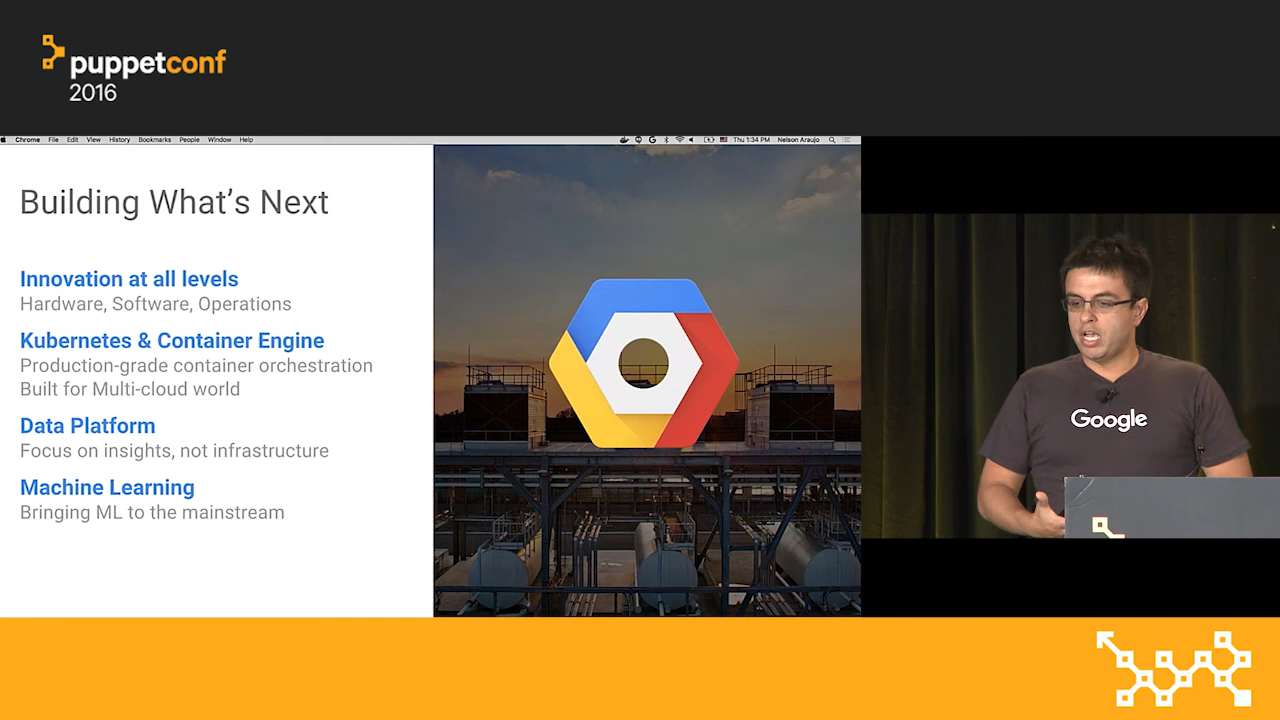 puppetconf
2016
Chrome File Edit View History Bookmarks People Window Help
Thu 1:34 PM Nelson Araujo
Building What's Next
Innovation at all levels
Hardware, Software, Operations
Kubernetes & Container Engine
Production-grade container orchestration
Built for Multi-cloud world
Data Platform
Focus on insights, not infrastructure
Machine Learning
Bringing ML to the mainstream
Google